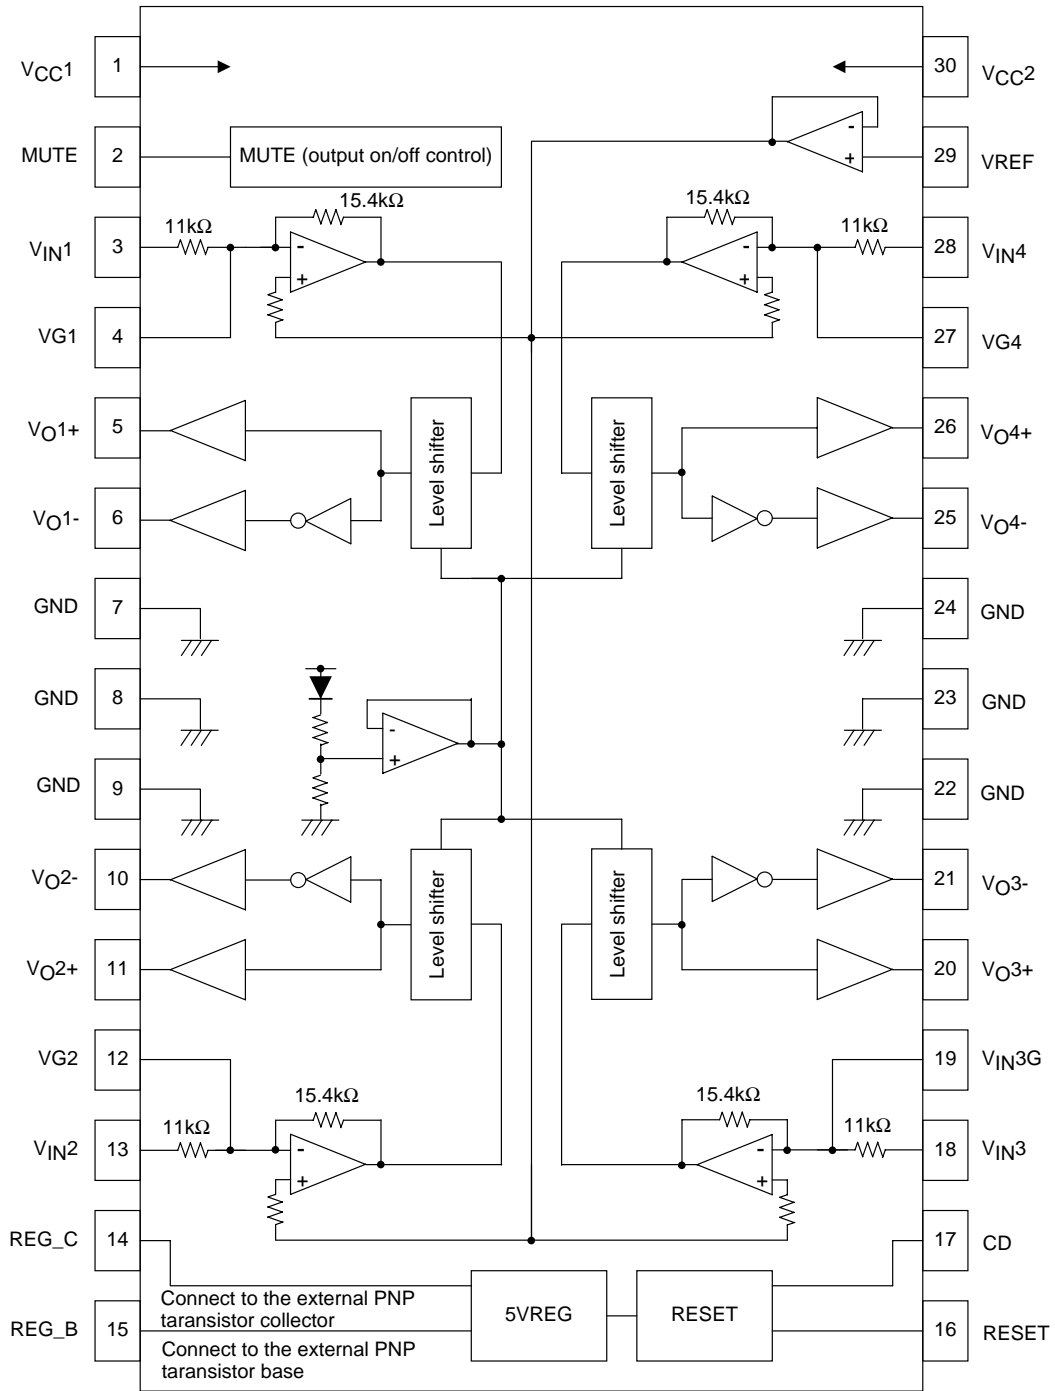 VCC1 1 30 VCC2
MUTE 2 MUTE (output on/off control) - + 29 VREF
11kΩ 15.4kΩ 15.4kΩ 11kΩ
VIN1 3 - + - + 28 VIN4
VG1 4 27 VG4
VO1+ 5 Level shifter Level shifter 26 VO4+
VO1- 6 25 VO4-
GND 7 24 GND
GND 8 - + 23 GND
GND 9 22 GND
VO2- 10 Level shifter Level shifter 21 VO3-
VO2+ 11 20 VO3+
VG2 12 19 VIN3G
11kΩ 15.4kΩ 15.4kΩ 11kΩ
VIN2 13 - + - + 18 VIN3
REG_C 14 17 CD
Connect to the external PNP
taransistor collector
5VREG RESET
REG_B 15 16 RESET
Connect to the external PNP
taransistor base